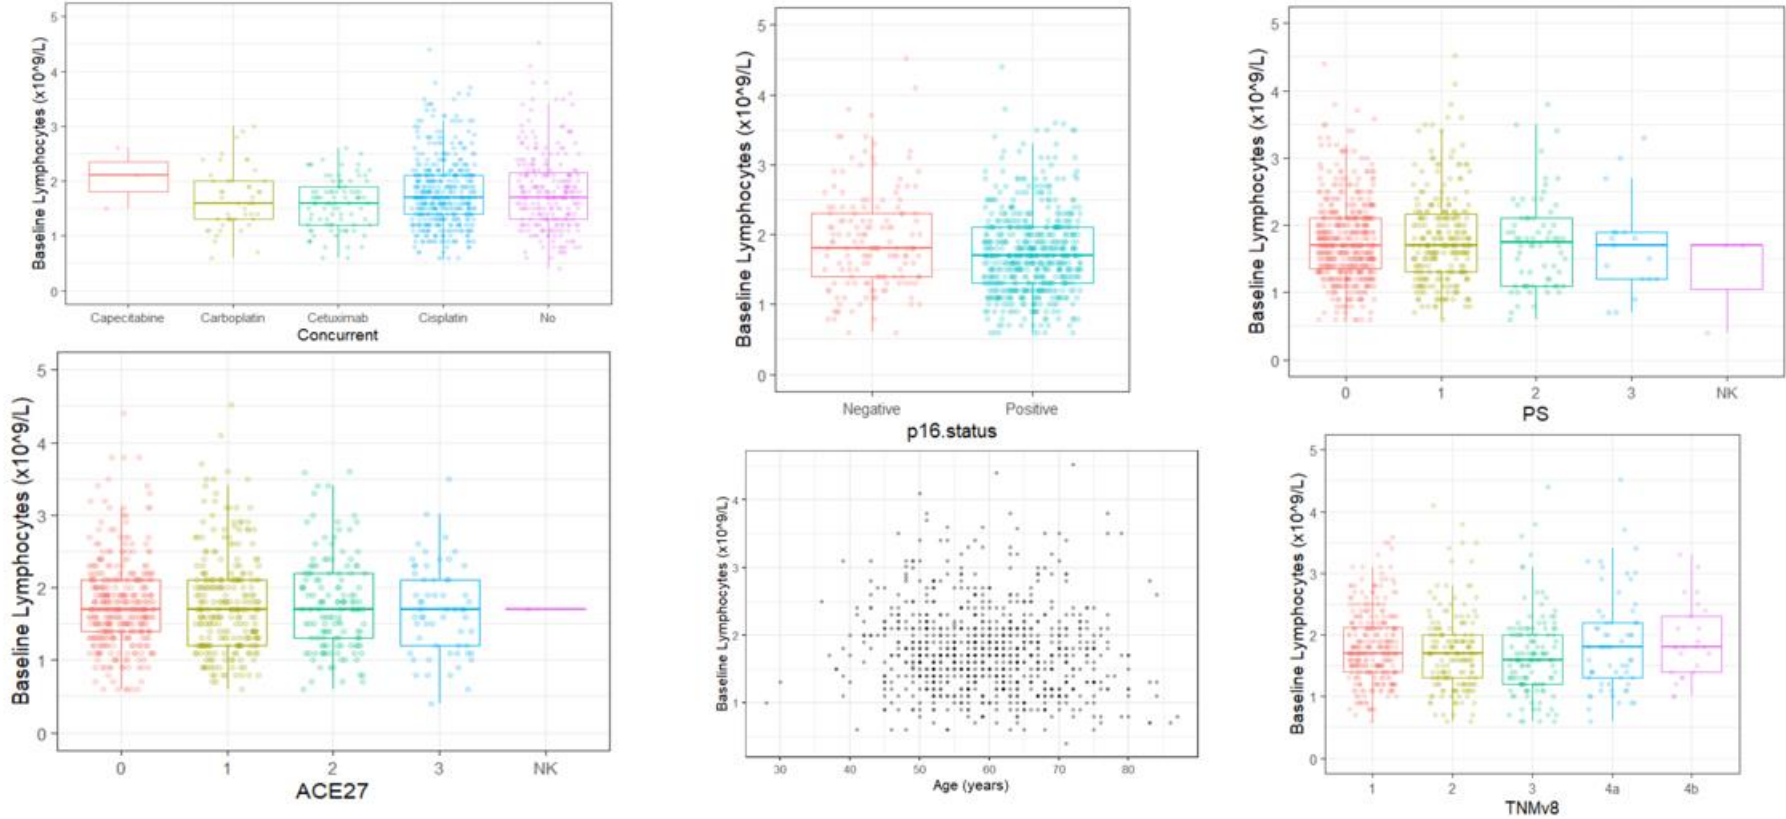 Baseline Lymphocytes (x10^9/L)
5
4
3
2
1
0
Capecitabine Carboplatin Cetuximab Cisplatin No
Concurrent
Baseline Lymphocytes (x10^9/L)
5
4
3
2
1
0
Negative Positive
p16.status
Baseline Lymphocytes (x10^9/L)
5
4
3
2
1
0
0 1 2 3 NK
PS
Baseline Lymphocytes (x10^9/L)
5
4
3
2
1
0
0 1 2 3 NK
ACE27
Baseline Lymphocytes (x10^9/L)
4
3
2
1
30 40 50 60 70 80
Age (years)
Baseline Lymphocytes (x10^9/L)
5
4
3
2
1
0
1 2 3 4a 4b
TNMv8